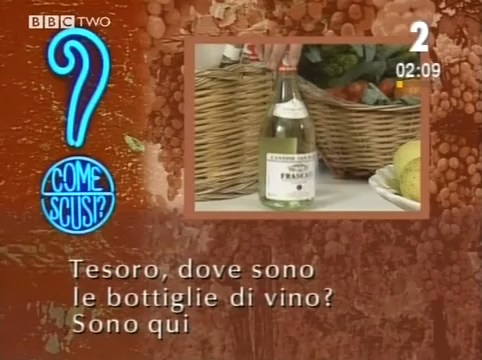 BBC TWO
2
02:09
COME
SCUSI?
FRASCATI
Tesoro, dove sono
le bottiglie di vino?
Sono qui